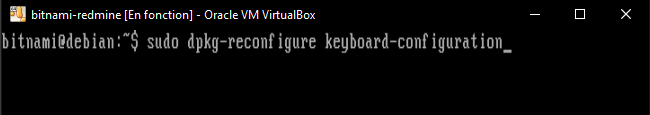 bitnami-redmine [En fonction] - Oracle VM VirtualBox
bitnami@debian:~$ sudo dpkg-reconfigure keyboard-configuration_